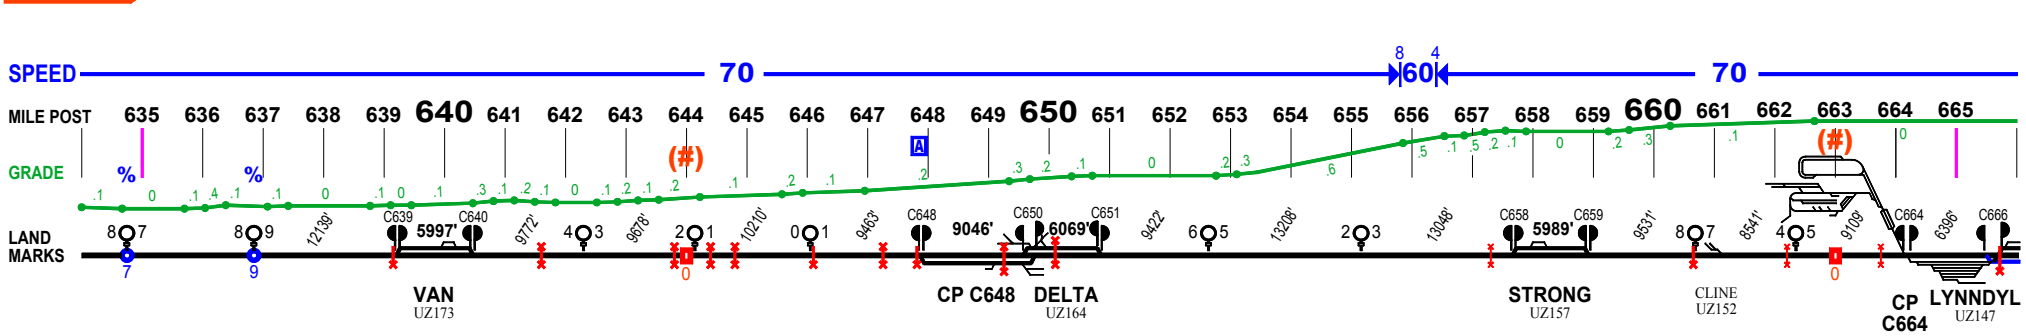 8 4
SPEED 70 60 70
MILE POST 635 636 637 638 639 640 641 642 643 644 645 646 647 648 649 650 651 652 653 654 655 656 657 658 659 660 661 662 663 664 665
A
(#) (#)
GRADE % %
.1 0 .1 .4 .1 .1 0 .1 0 .1 .3 .1 .2 .1 0 .1 .2 .1 .2 .1 .2 .1 .2 .3 .2 .1 0 .2 .3 .6 .5 .1 .5 .2 .1 0 .2 .3 .1 0
C639 C640 C648 C650 C651 C658 C659 C664 C666
LAND 8 7 8 9 12139' 5997' 9772' 4 3 9678' 2 1 10210' 0 1 9463' 9046' 6069' 9422' 6 5 13208' 2 3 13048' 5989' 9531' 8 7 8541' 4 5 9109' 6396'
MARKS
7 9 0 0
VAN CP C648 DELTA STRONG CLINE CP LYNNDYL
UZ173 UZ164 UZ157 UZ152 C664 UZ147